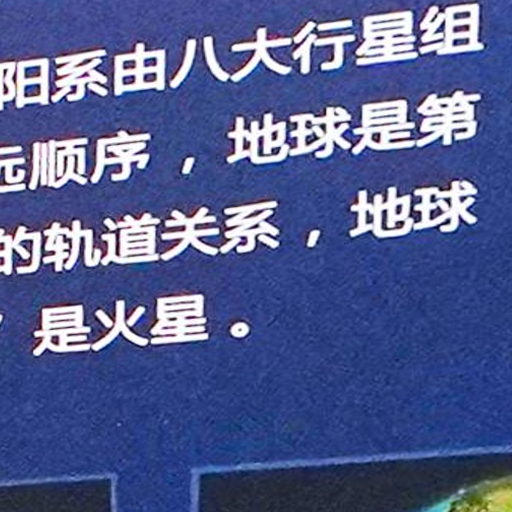 阳系由八大行星组
远顺序，地球是第
的轨道关系，地球
是火星。